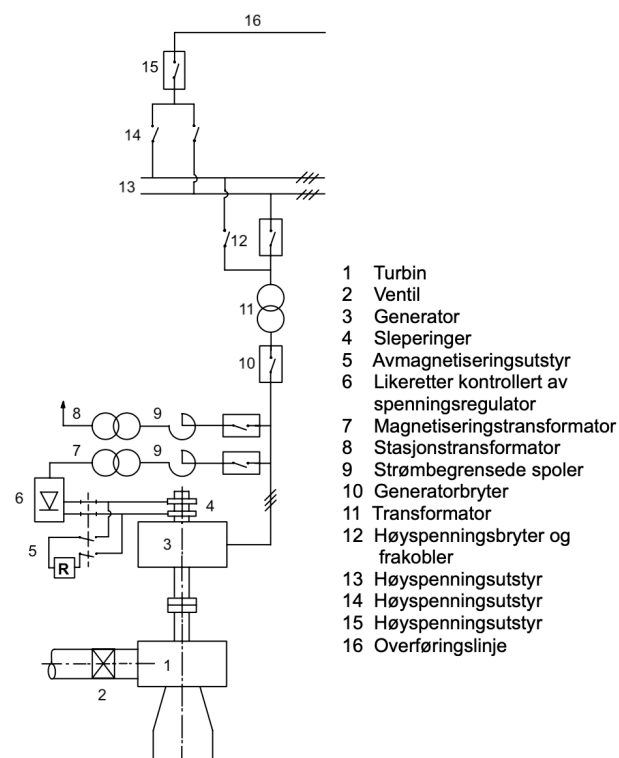 16
15
14
13
12
11
10
8
9
7
9
6
4
5
3
R
1
2
1 Turbin
2 Ventil
3 Generator
4 Sleperinger
5 Avmagnetiseringsutstyr
6 Likeretter kontrollert av
spenningsregulator
7 Magnetiseringstransformator
8 Stasjonstransformator
9 Strømbegrensede spoler
10 Generatorbryter
11 Transformator
12 Høyspenningsbryter og
frakobler
13 Høyspenningsutstyr
14 Høyspenningsutstyr
15 Høyspenningsutstyr
16 Overføringslinje